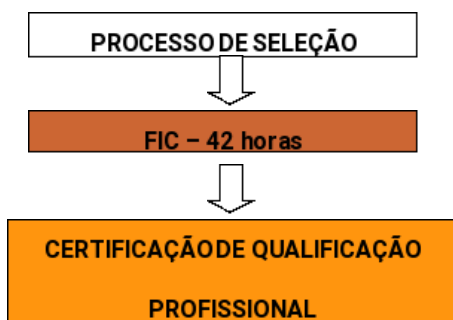 PROCESSO DE SELEÇÃO
FIC – 42 horas
CERTIFICAÇÃO DE QUALIFICAÇÃO
PROFISSIONAL